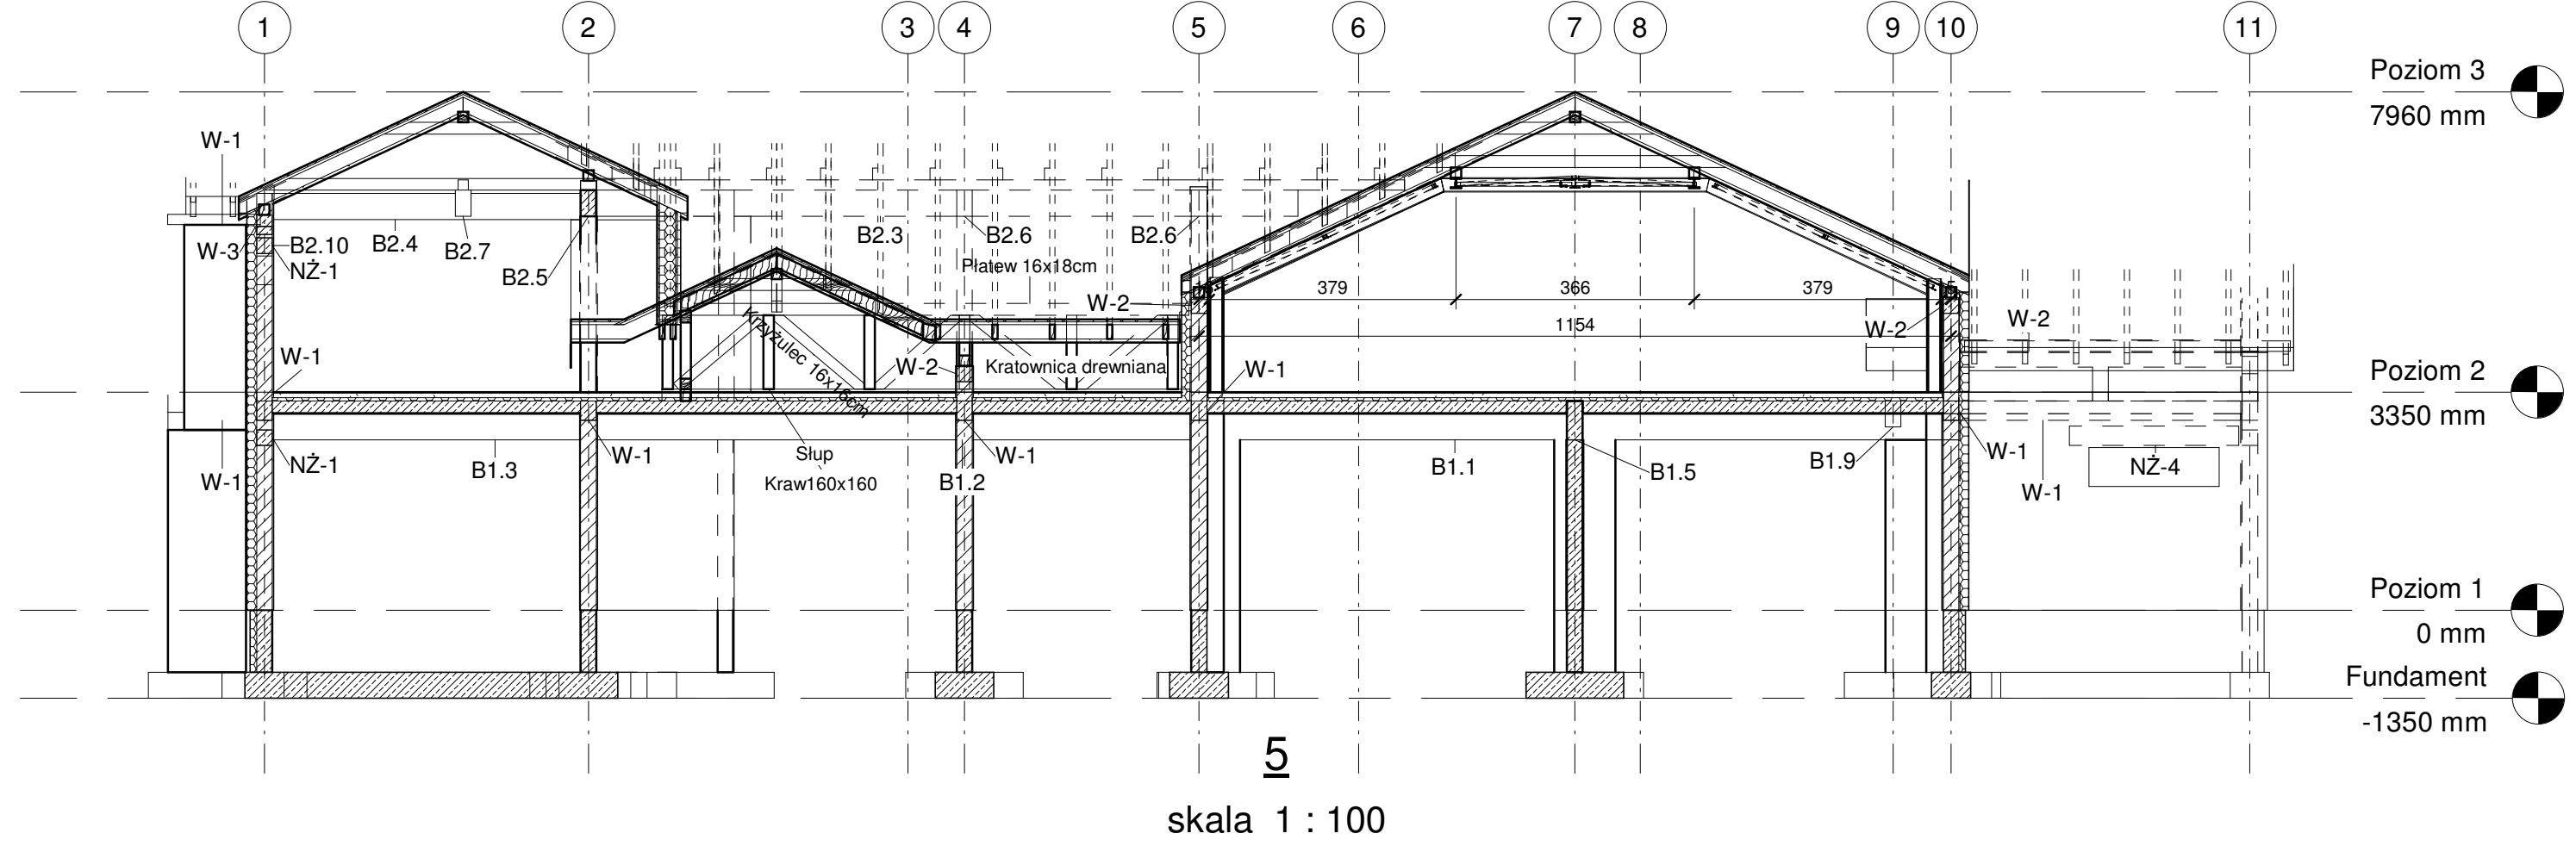 1 2 3 4 5 6 7 8 9 10 11
Poziom 3
7960 mm
W-1
W-3
B2.10
NŻ-1
B2.4
B2.7
B2.5
B2.3
B2.6
B2.6
Płatew 16x18cm
W-2
379
366
379
1154
W-2
W-2
Krzyżulec 16x16cm
W-1
W-2
Kratownica drewniana
W-1
Poziom 2
3350 mm
W-1
NŻ-1
B1.3
W-1
Słup
Kraw160x160
B1.2
W-1
B1.1
B1.5
B1.9
W-1
W-1
NŻ-4
Poziom 1
0 mm
Fundament
-1350 mm
5
skala 1 : 100